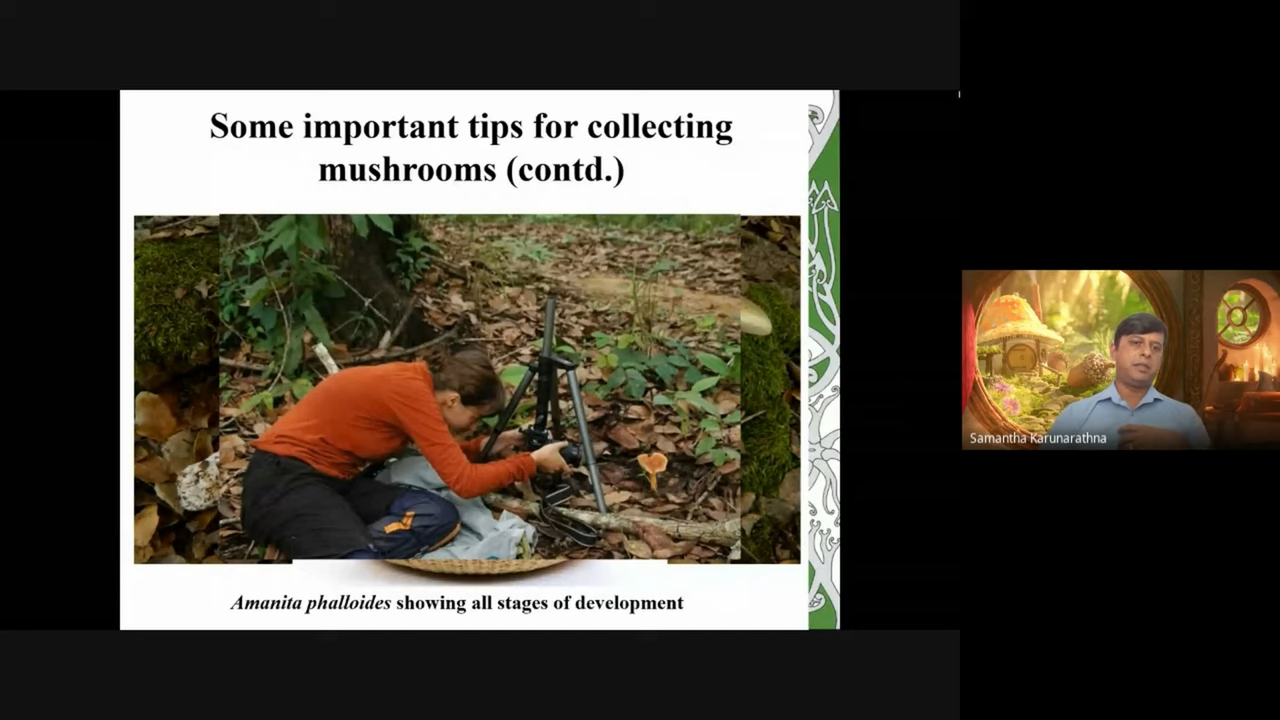 Some important tips for collecting
mushrooms (contd.)
Amanita phalloides showing all stages of development
Samantha Karunarathna